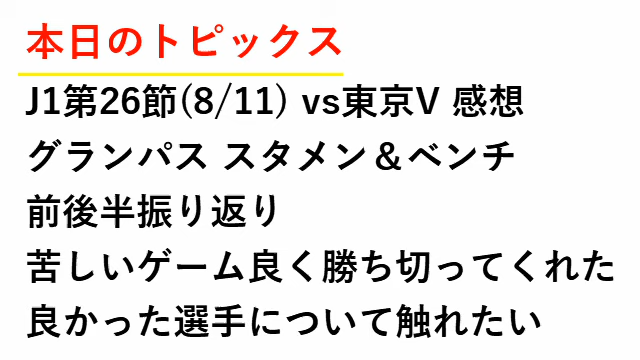 本日のトピックス
J1第26節(8/11) vs東京V 感想
グランパス スタメン＆ベンチ
前後半振り返り
苦しいゲーム良く勝ち切ってくれた
良かった選手について触れたい